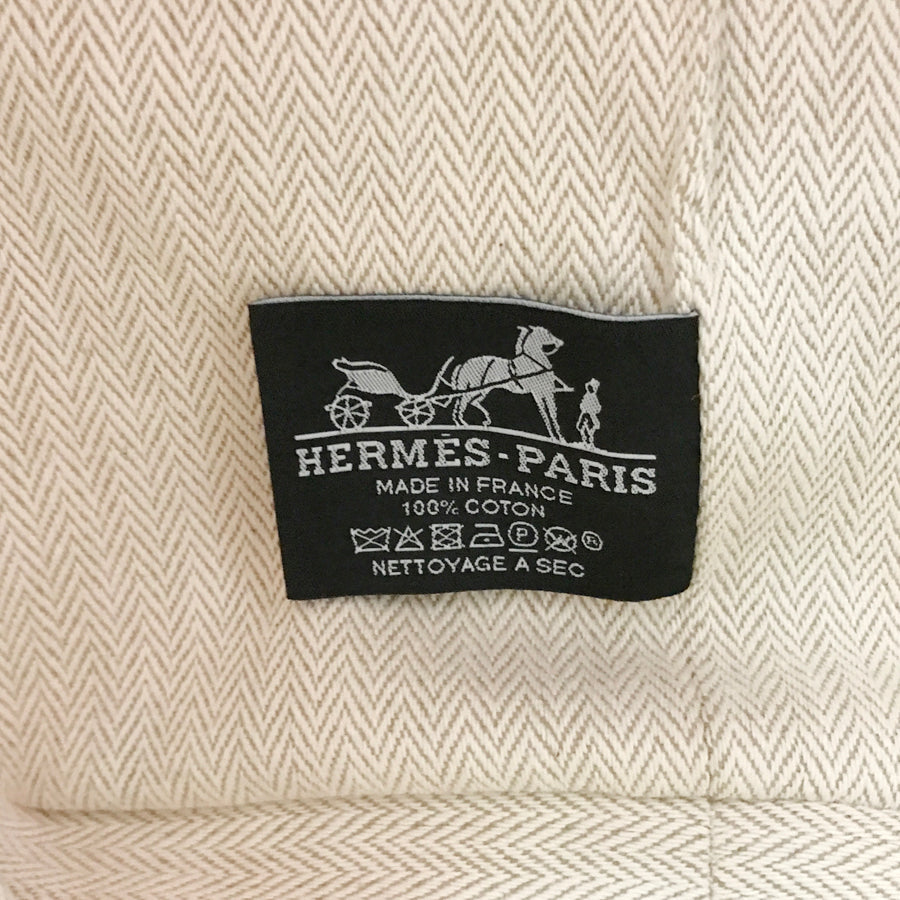 HERMÈS-PARIS
MADE IN FRANCE
100% COTON
P W R
NETTOYAGE A SEC